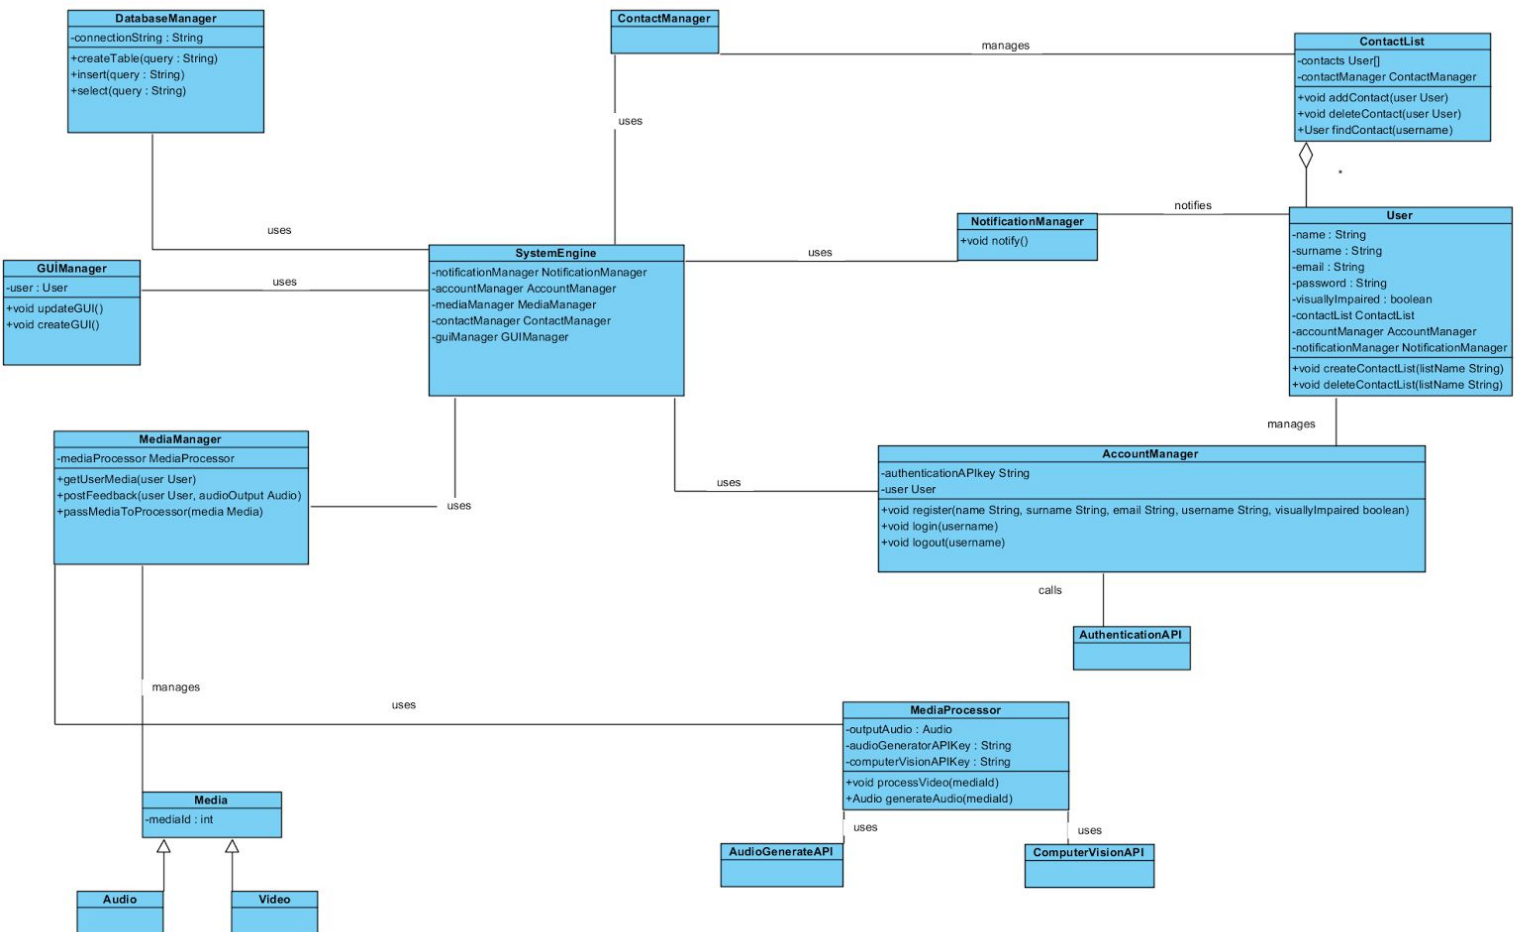 DatabaseManager
-connectionString : String
+createTable(query : String)
+insert(query : String)
+select(query : String)
ContactManager
manages
ContactList
-contacts User[]
-contactManager ContactManager
+void addContact(user User)
+void deleteContact(user User)
+User findContact(username)
uses
*
uses
GUİManager
-user : User
+void updateGUI()
+void createGUI()
uses
SystemEngine
-notificationManager NotificationManager
-accountManager AccountManager
-mediaManager MediaManager
-contactManager ContactManager
-guiManager GUIManager
uses
NotificationManager
+void notify()
notifies
User
-name : String
-surname : String
-email : String
-password : String
-visuallyImpaired : boolean
-contactList ContactList
-accountManager AccountManager
-notificationManager NotificationManager
+void createContactList(listName String)
+void deleteContactList(listName String)
manages
MediaManager
-mediaProcessor MediaProcessor
+getUserMedia(user User)
+postFeedback(user User, audioOutput Audio)
+passMediaToProcessor(media Media)
uses
uses
AccountManager
-authenticationAPIkey String
-user User
+void register(name String, surname String, email String, username String, visuallyImpaired boolean)
+void login(username)
+void logout(username)
calls
AuthenticationAPI
manages
uses
MediaProcessor
-outputAudio : Audio
-audioGeneratorAPIKey : String
-computerVisionAPIKey : String
+void processVideo(mediaId)
+Audio generateAudio(mediaId)
Media
-mediaId : int
uses
uses
AudioGenerateAPI
ComputerVisionAPI
Audio
Video